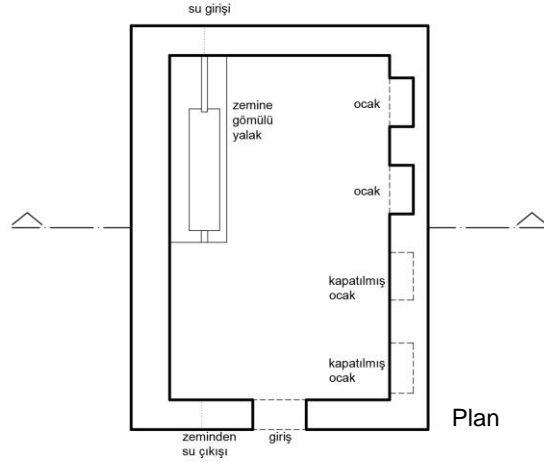 su girişi
zemine
gömülü
yalak
ocak
ocak
kapatılmış
ocak
kapatılmış
ocak
Plan
zeminden
su çıkışı
giriş